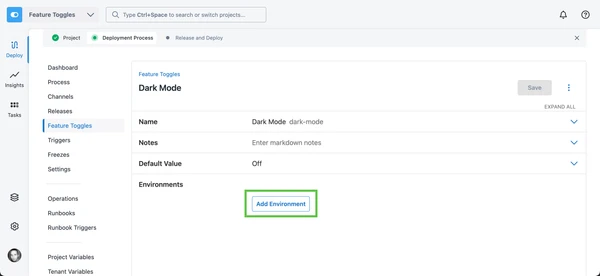 Feature Toggles
Type Ctrl+Space to search or switch projects...
Project
Deployment Process
Release and Deploy
Deploy
Insights
Tasks
Dashboard
Process
Channels
Releases
Feature Toggles
Triggers
Freezes
Settings
Operations
Runbooks
Runbook Triggers
Project Variables
Tenant Variables
Feature Toggles
Dark Mode
Save
EXPAND ALL
Name Dark Mode dark-mode
Notes Enter markdown notes
Default Value Off
Environments
Add Environment